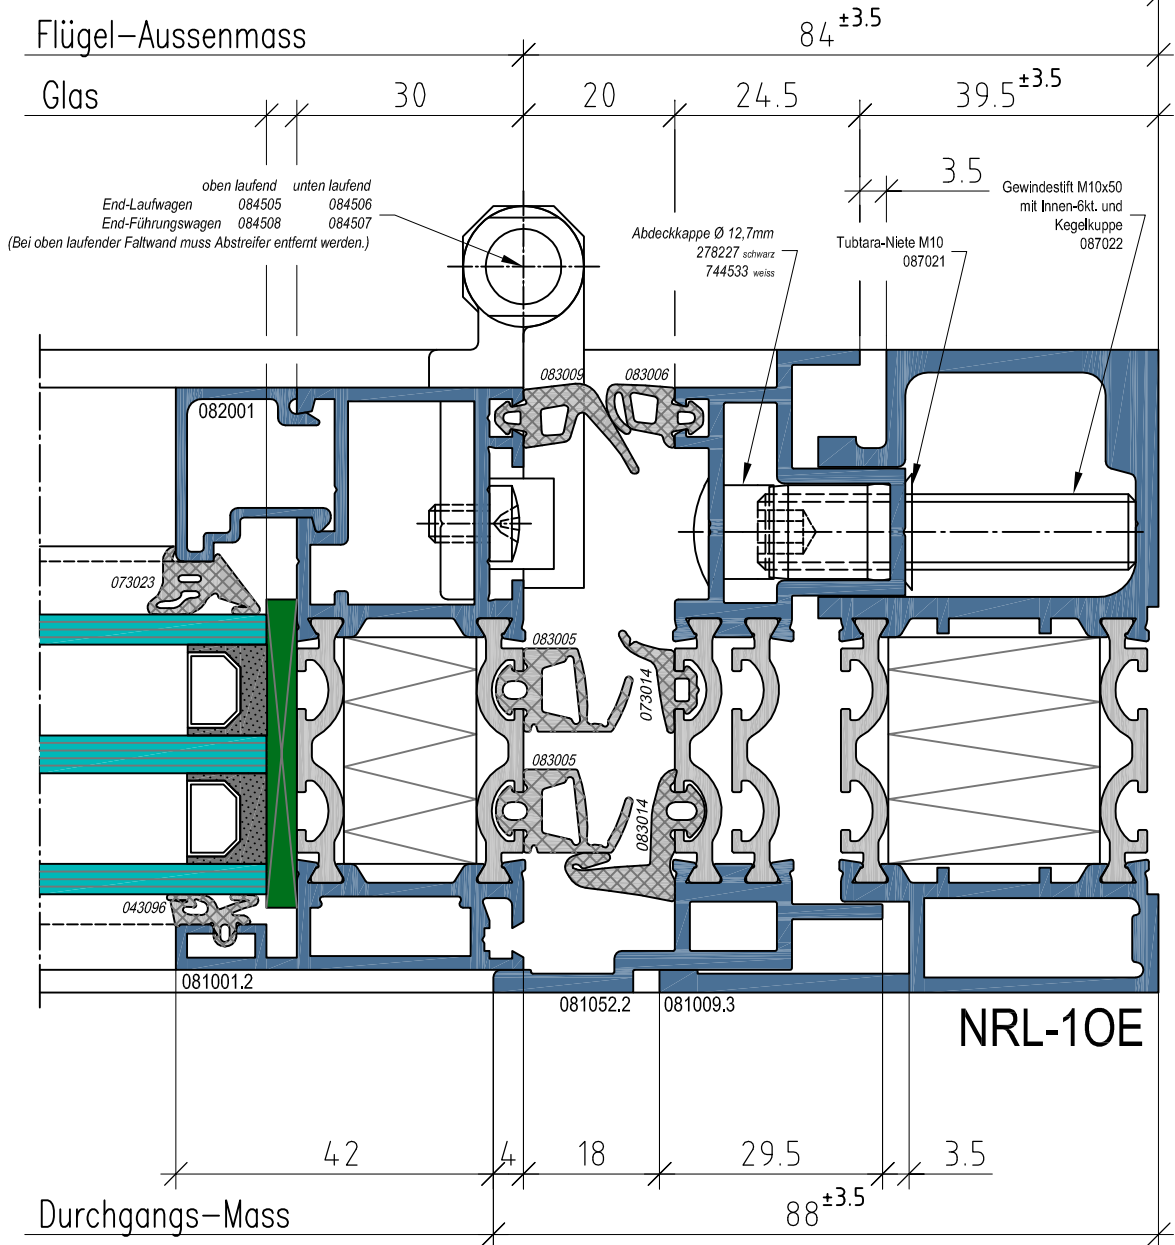 Flügel-Aussenmass
84 ±3.5
Glas
30
20
24.5
39.5 ±3.5
3.5
oben laufend unten laufend
End-Laufwagen 084505 084506
End-Führungswagen 084508 084507
(Bei oben laufender Faltwand muss Abstreifer entfernt werden.)
Abdeckkappe Ø 12,7mm
278227 schwarz
744533 weiss
Tubtara-Niete M10
087021
Gewindestift M10x50
mit Innen-6kt. und
Kegelkuppe
087022
083009
083006
082001
073023
083005
073014
083005
083014
043096
081001.2
081052.2
081009.3
NRL-1OE
42
4
18
29.5
3.5
Durchgangs-Mass
88 ±3.5